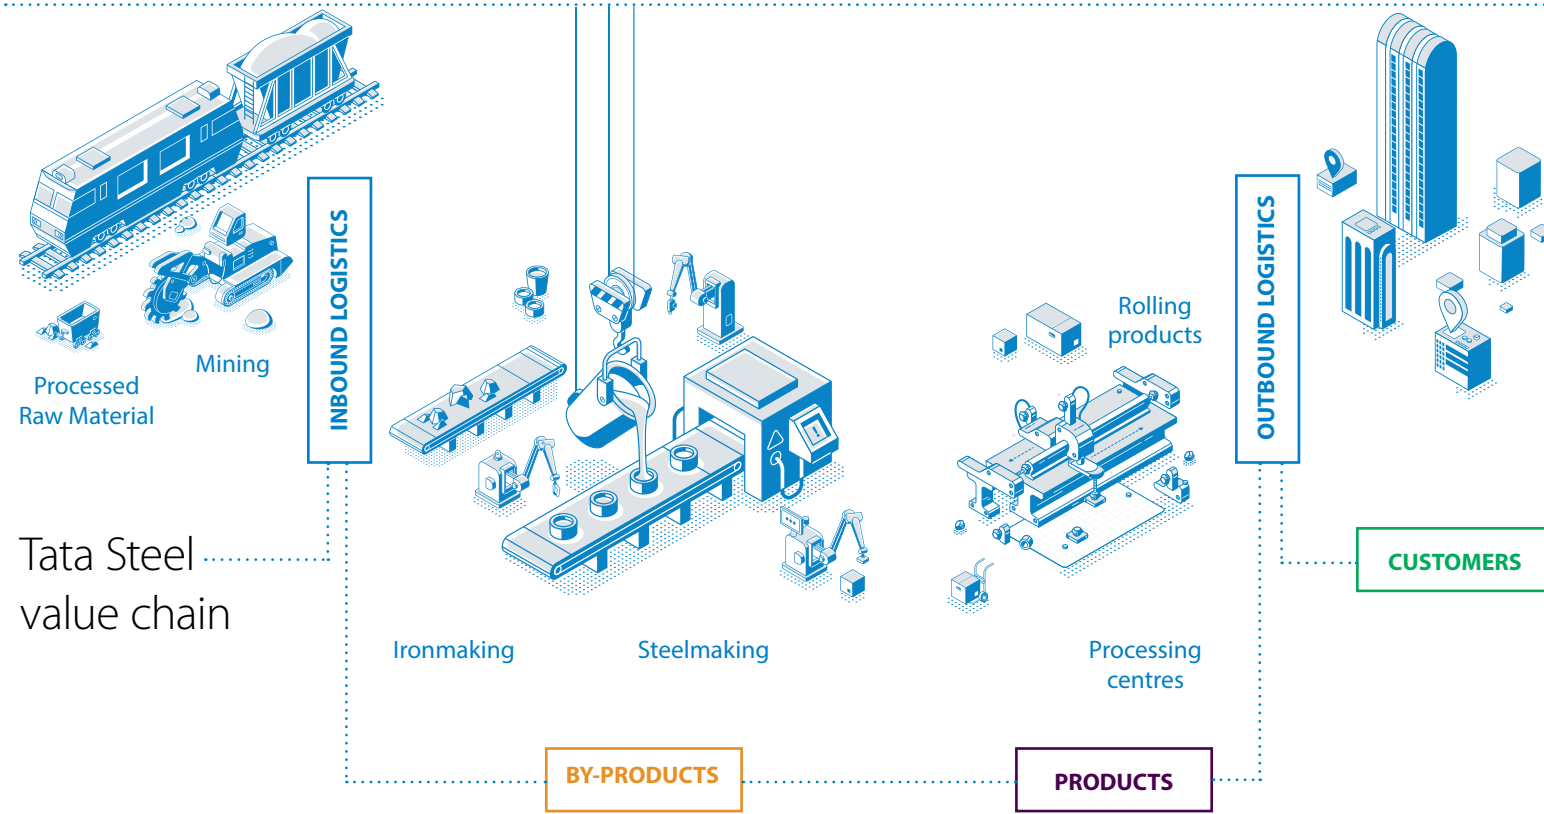 Processed
Raw Material
Mining
INBOUND LOGISTICS
Tata Steel
value chain
Ironmaking
Steelmaking
Rolling
products
Processing
centres
OUTBOUND LOGISTICS
CUSTOMERS
BY-PRODUCTS
PRODUCTS